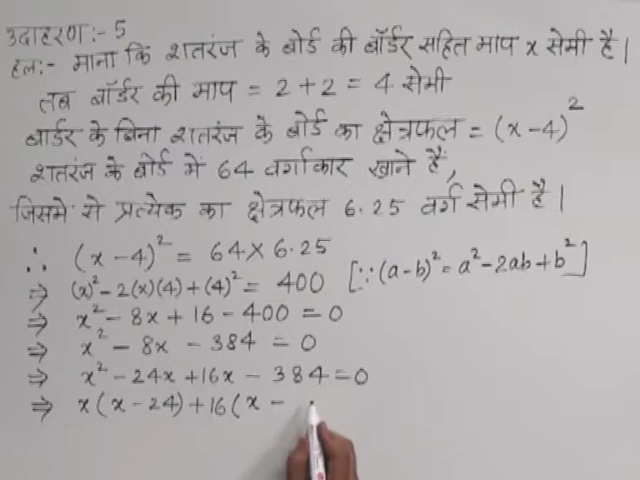 उदाहरण:- 5
हल:- माना कि शतरंज के बोर्ड की बॉर्डर सहित माप x सेमी है।
तब बॉर्डर की माप = 2 + 2 = 4 सेमी
बार्डर के बिना शतरंज के बोर्ड का क्षेत्रफल = (x - 4)²
शतरंज के बोर्ड में 64 वर्गाकार खाने हैं,
जिसमे से प्रत्येक का क्षेत्रफल 6.25 वर्ग सेमी है।
∴ (x - 4)² = 64 × 6.25
⇒ (x)² - 2(x)(4) + (4)² = 400 [∵ (a-b)² = a² - 2ab + b²]
⇒ x² - 8x + 16 - 400 = 0
⇒ x² - 8x - 384 = 0
⇒ x² - 24x + 16x - 384 = 0
⇒ x(x - 24) + 16(x -